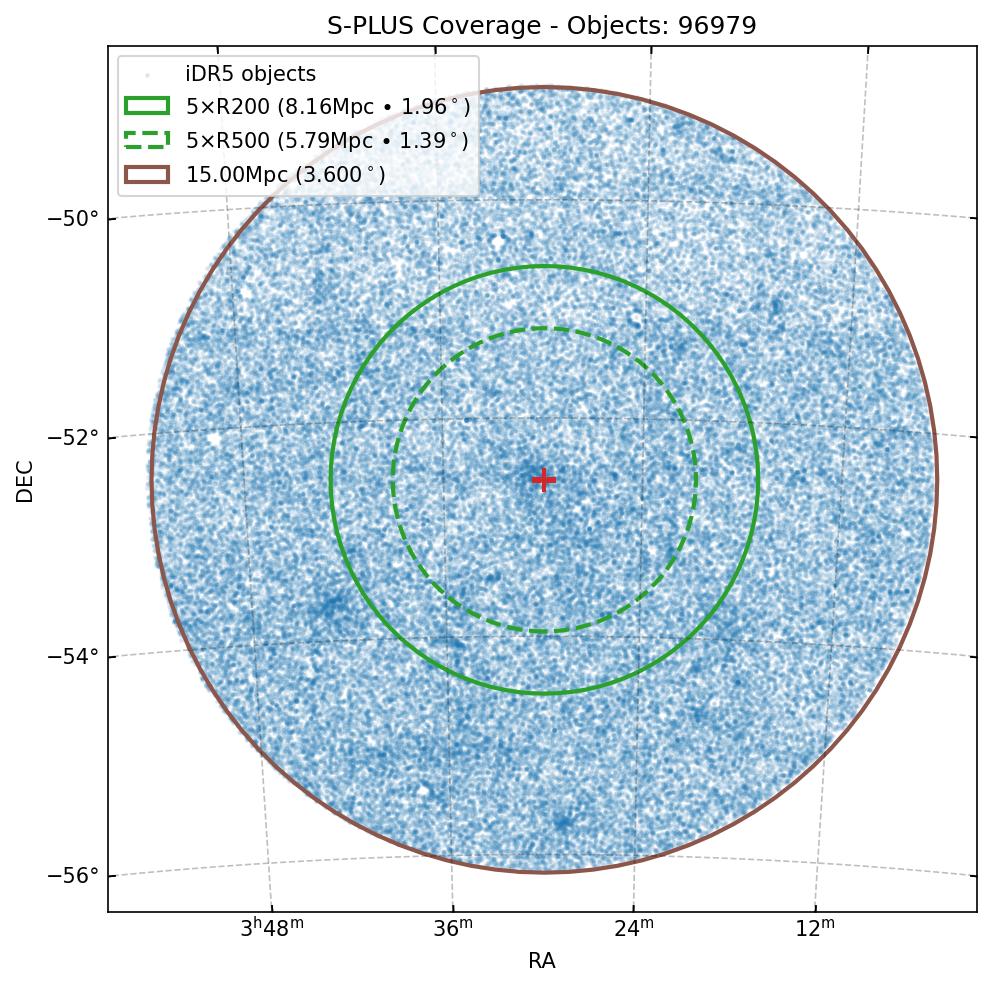 S-PLUS Coverage - Objects: 96979
iDR5 objects
5×R200 (8.16Mpc • 1.96°)
5×R500 (5.79Mpc • 1.39°)
15.00Mpc (3.600°)
−50°
−52°
−54°
−56°
DEC
3ʰ48ᵐ 36ᵐ 24ᵐ 12ᵐ
RA